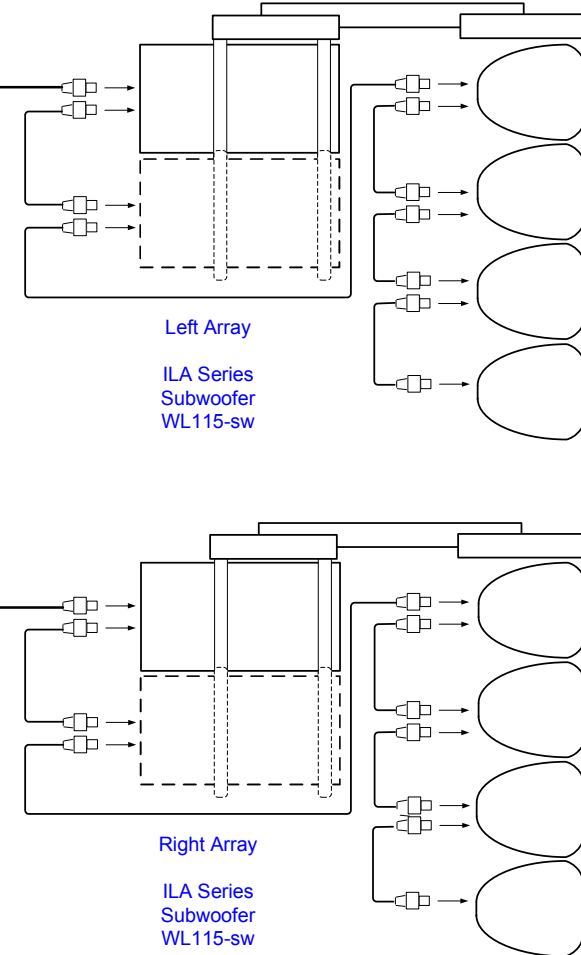 Left Array
ILA Series
Subwoofer
WL115-sw
Right Array
ILA Series
Subwoofer
WL115-sw